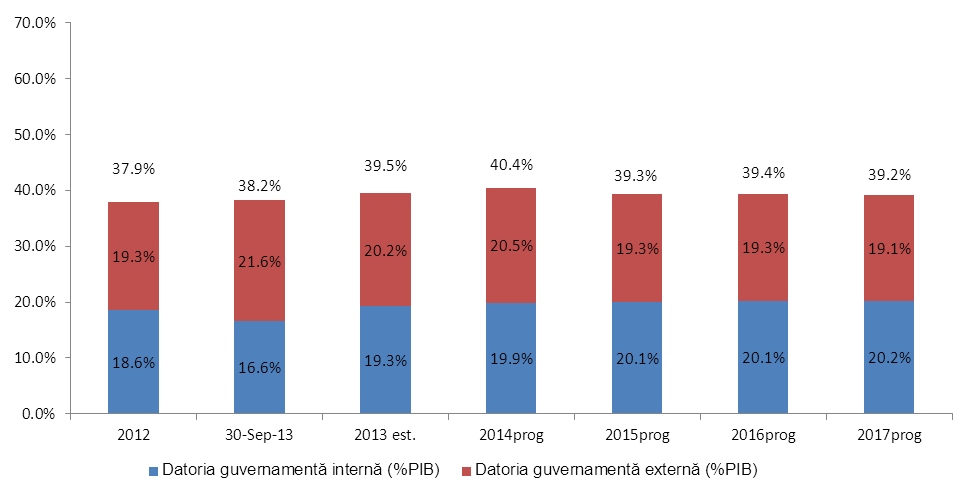 70.0%
60.0%
50.0%
40.0%
30.0%
20.0%
10.0%
0.0%
37.9% 38.2% 39.5% 40.4% 39.3% 39.4% 39.2%
19.3% 21.6% 20.2% 20.5% 19.3% 19.3% 19.1%
18.6% 16.6% 19.3% 19.9% 20.1% 20.1% 20.2%
2012 30-Sep-13 2013 est. 2014prog 2015prog 2016prog 2017prog
Datoria guvernamentă internă (%PIB) Datoria guvernamentă externă (%PIB)